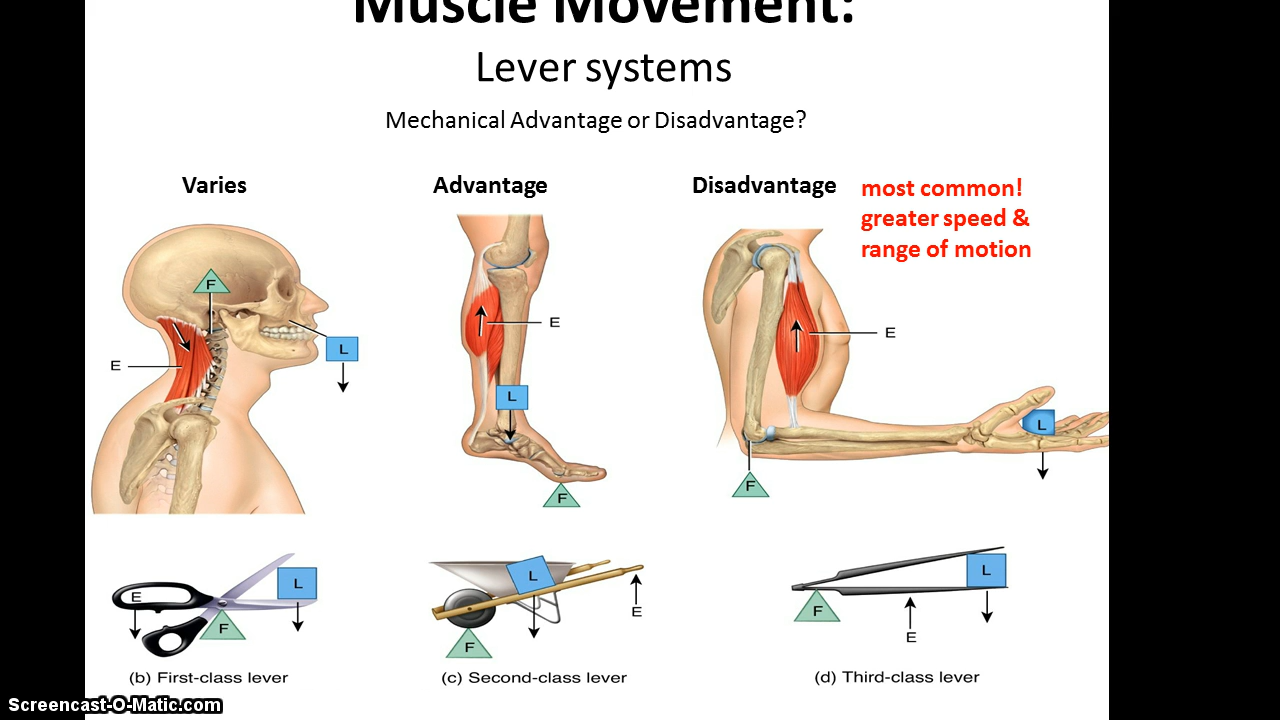 Muscle Movement:
Lever systems
Mechanical Advantage or Disadvantage?
Varies
Advantage
Disadvantage
most common!
greater speed &
range of motion
F
L
E
E
L
F
E
L
F
E
L
F
L
E
F
L
F
E
(b) First-class lever
(c) Second-class lever
(d) Third-class lever
Screencast-O-Matic.com